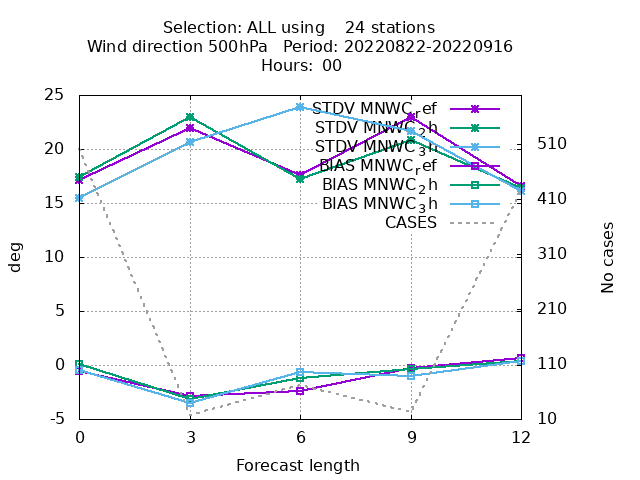 Selection: ALL using 24 stations
Wind direction 500hPa Period: 20220822-20220916
Hours: 00
STDV MNWC_ref
STDV MNWC_2h
STDV MNWC_3h
BIAS MNWC_ref
BIAS MNWC_2h
BIAS MNWC_3h
CASES
25
20
15
10
5
0
-5
deg
510
410
310
210
110
10
No cases
0 3 6 9 12
Forecast length